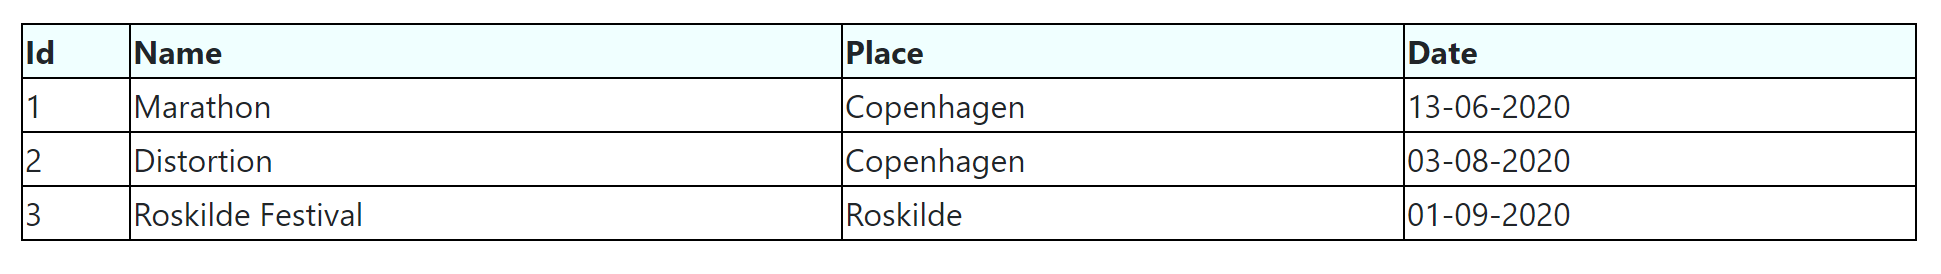 Id Name Place Date
1 Marathon Copenhagen 13-06-2020
2 Distortion Copenhagen 03-08-2020
3 Roskilde Festival Roskilde 01-09-2020